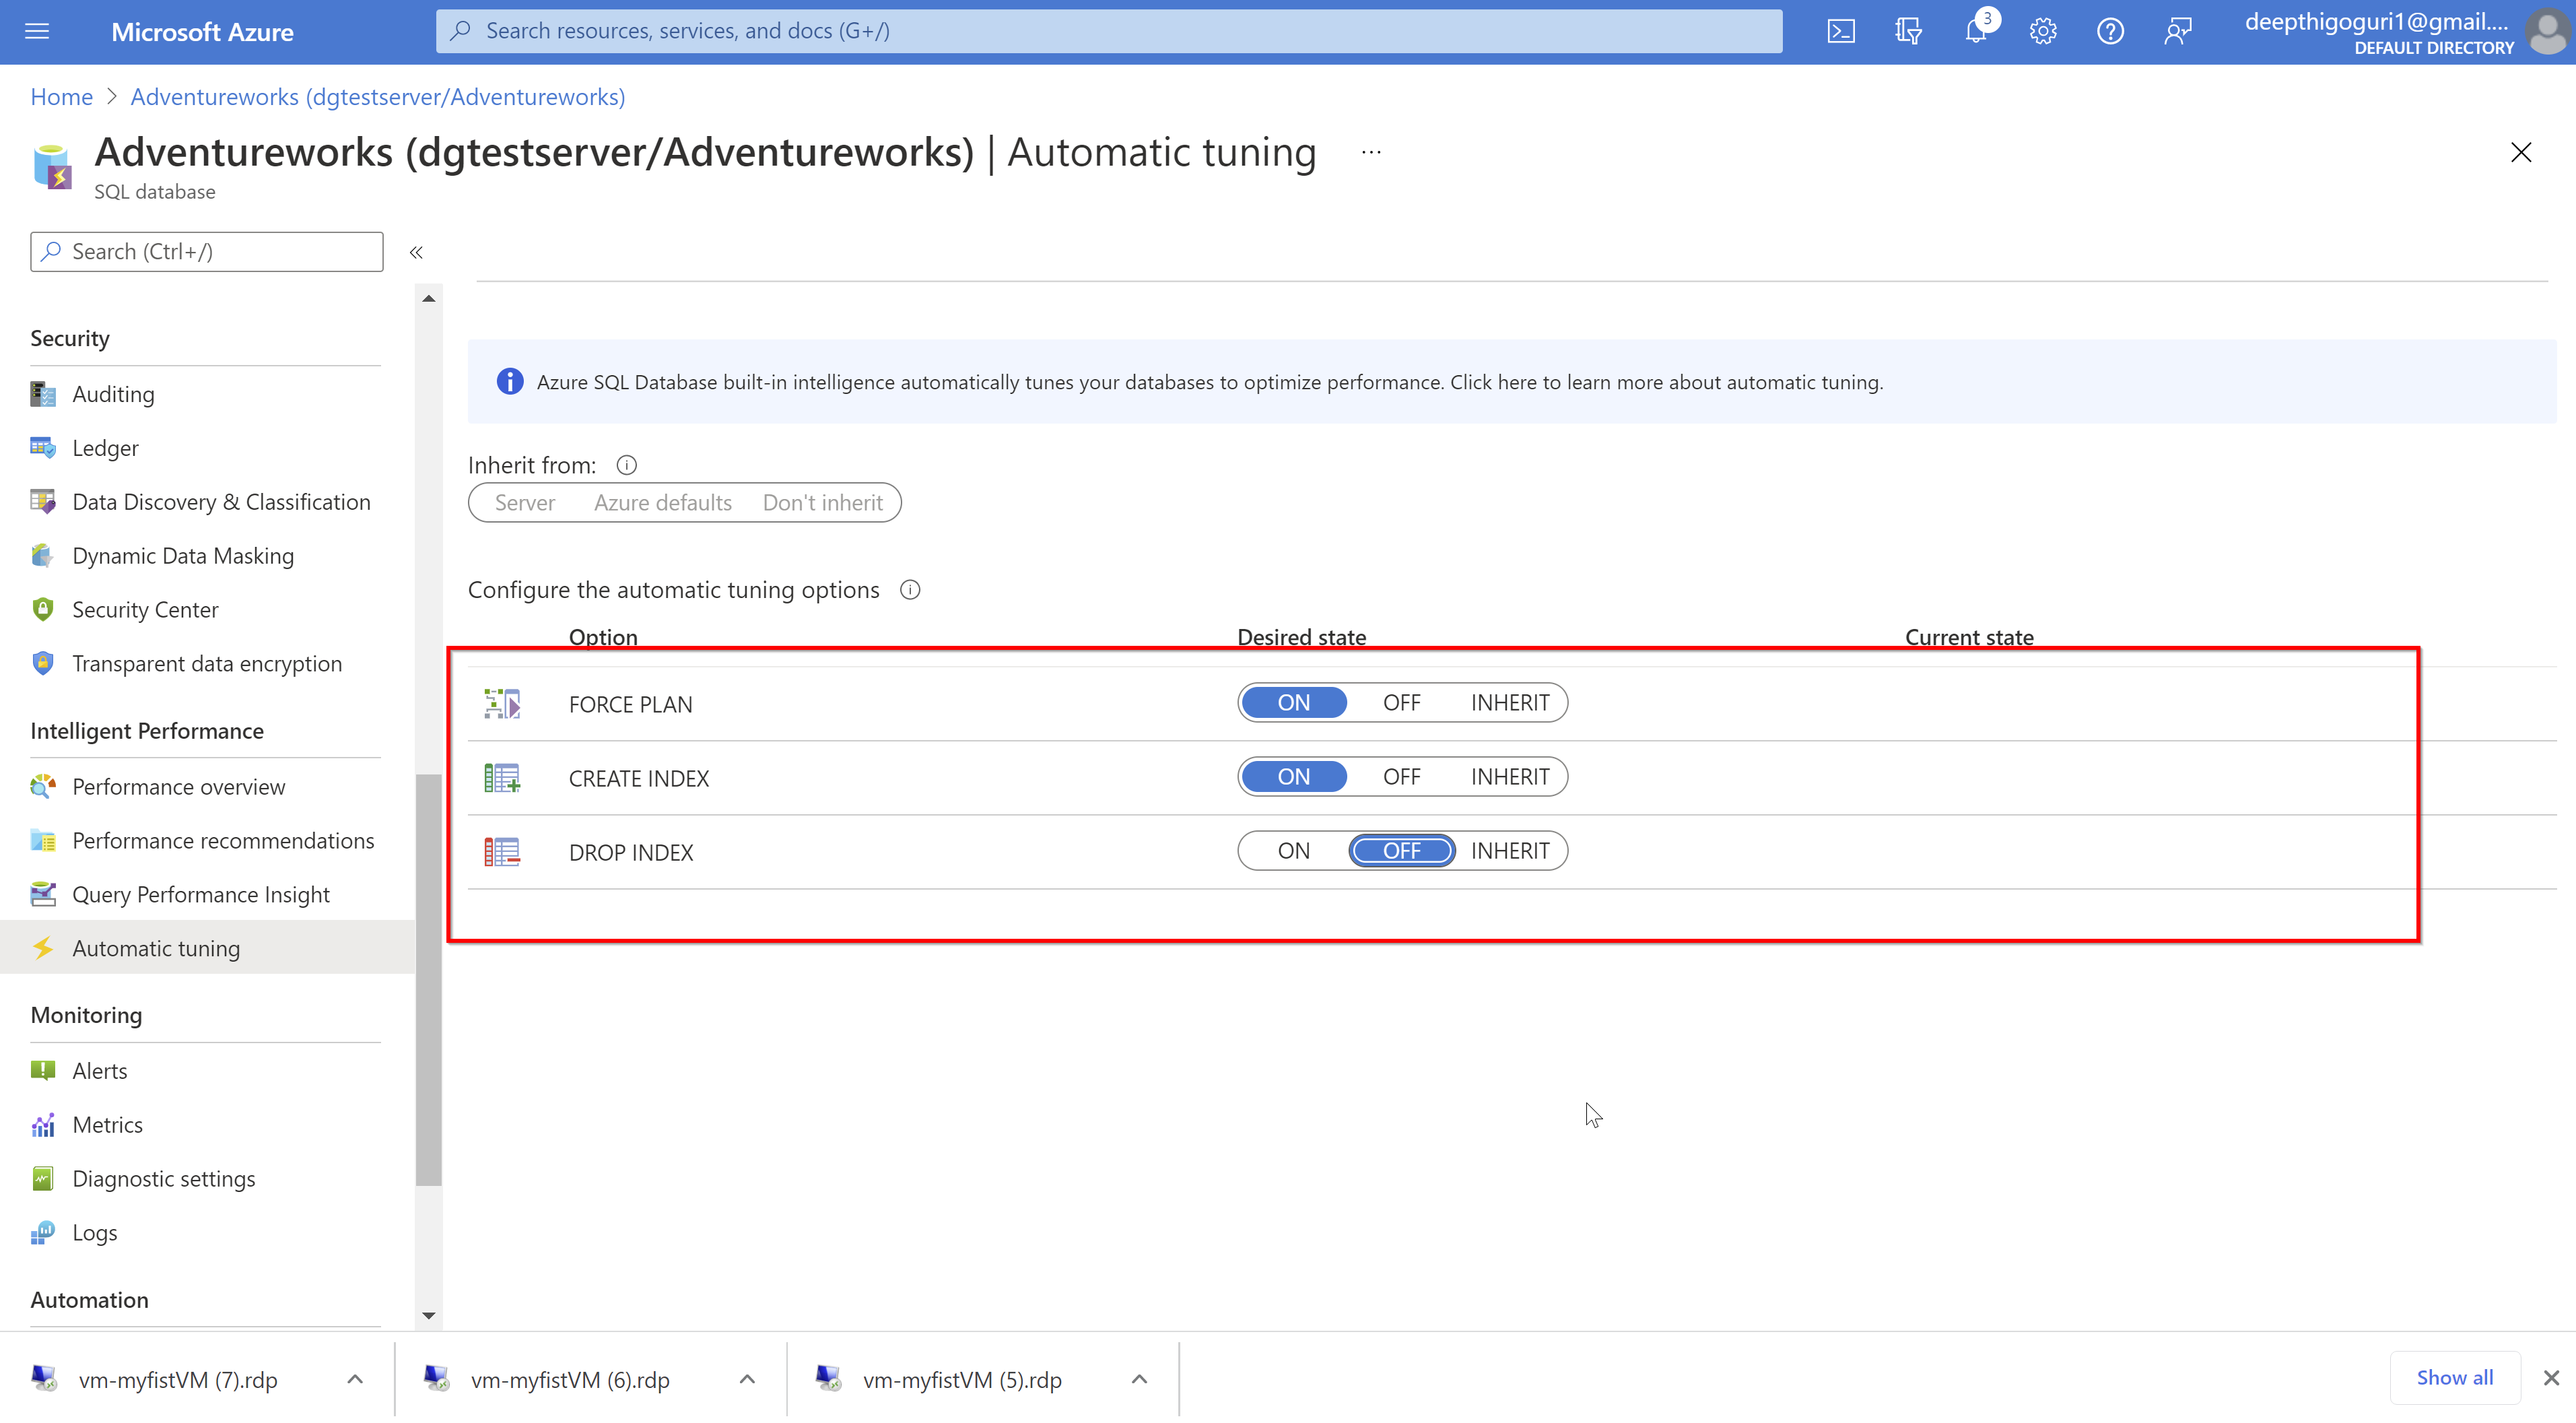 Microsoft Azure
Search resources, services, and docs (G+/)
3
deepthigoguri1@gmail....
DEFAULT DIRECTORY
Home > Adventureworks (dgtestserver/Adventureworks)
Adventureworks (dgtestserver/Adventureworks) | Automatic tuning ...
SQL database
Search (Ctrl+/)
«
Security
Auditing
Ledger
Data Discovery & Classification
Dynamic Data Masking
Security Center
Transparent data encryption
Intelligent Performance
Performance overview
Performance recommendations
Query Performance Insight
Automatic tuning
Monitoring
Alerts
Metrics
Diagnostic settings
Logs
Automation
Azure SQL Database built-in intelligence automatically tunes your databases to optimize performance. Click here to learn more about automatic tuning.
Inherit from:
Server Azure defaults Don't inherit
Configure the automatic tuning options
Option Desired state Current state
FORCE PLAN ON OFF INHERIT
CREATE INDEX ON OFF INHERIT
DROP INDEX ON OFF INHERIT
vm-myfistVM (7).rdp vm-myfistVM (6).rdp vm-myfistVM (5).rdp Show all